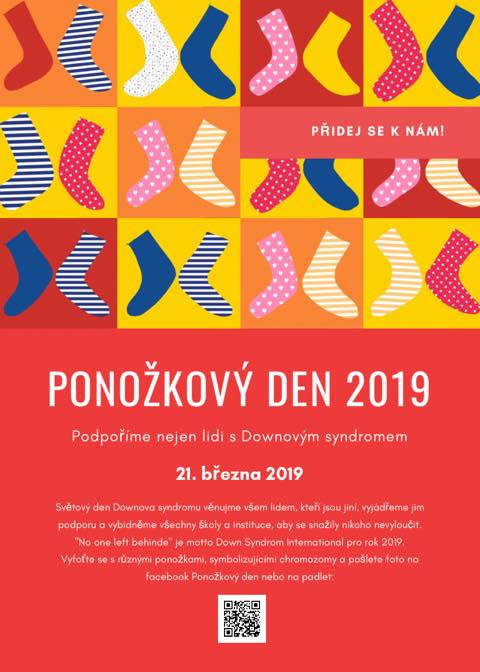 PŘIDEJ SE K NÁM!
PONOŽKOVÝ DEN 2019
Podpoříme nejen lidi s Downovým syndromem
21. března 2019
Světový den Downova syndromu věnujme všem lidem, kteří jsou jiní, vyjádřeme jim
podporu a vybidněme všechny školy a instituce, aby se snažily nikoho nevyloučit.
"No one left behinde" je motto Down Syndrom International pro rok 2019.
Vyfoťte se s různými ponožkami, symbolizujícími chromozomy a pošlete foto na
facebook Ponožkový den nebo na padlet: